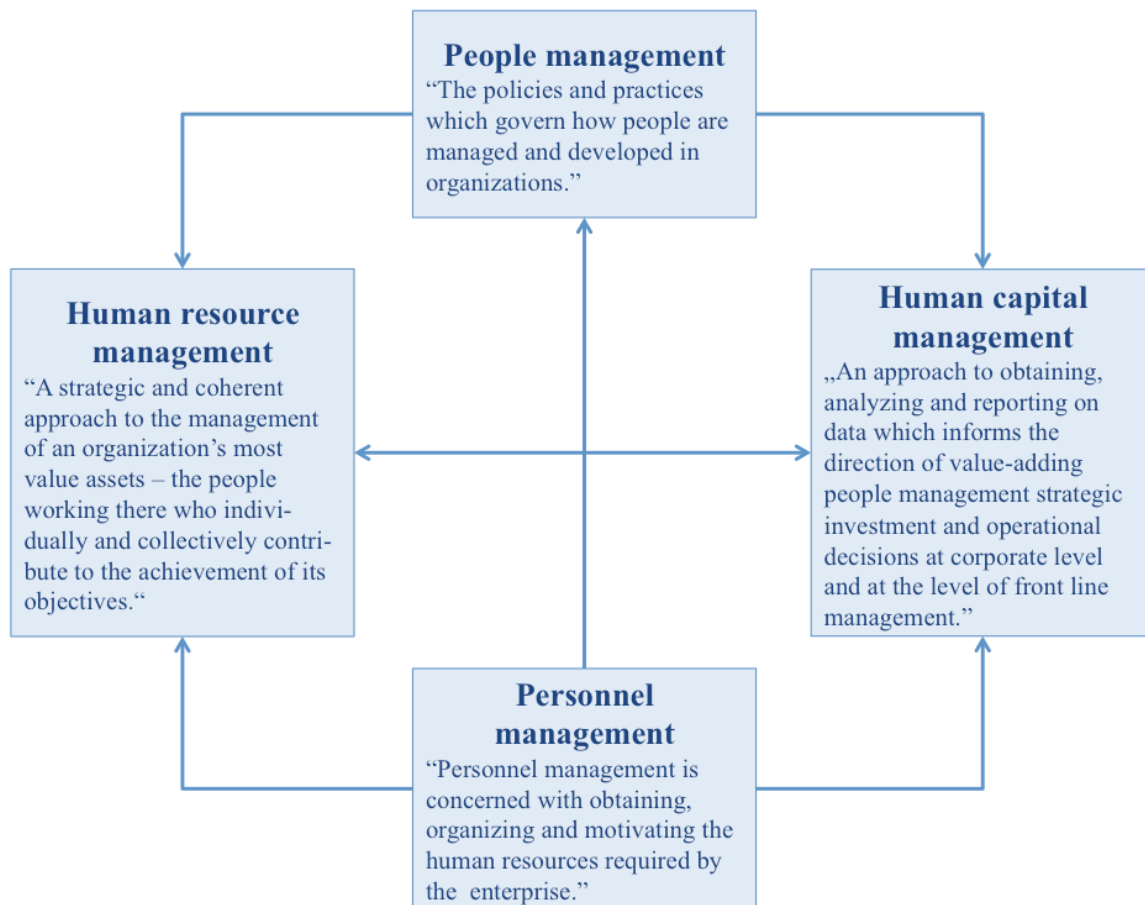 People management
“The policies and practices
which govern how people are
managed and developed in
organizations.”
Human resource
management
“A strategic and coherent
approach to the management
of an organization’s most
value assets – the people
working there who indivi-
dually and collectively contri-
bute to the achievement of its
objectives.“
Human capital
management
„An approach to obtaining,
analyzing and reporting on
data which informs the
direction of value-adding
people management strategic
investment and operational
decisions at corporate level
and at the level of front line
management.”
Personnel
management
“Personnel management is
concerned with obtaining,
organizing and motivating the
human resources required by
the enterprise.”